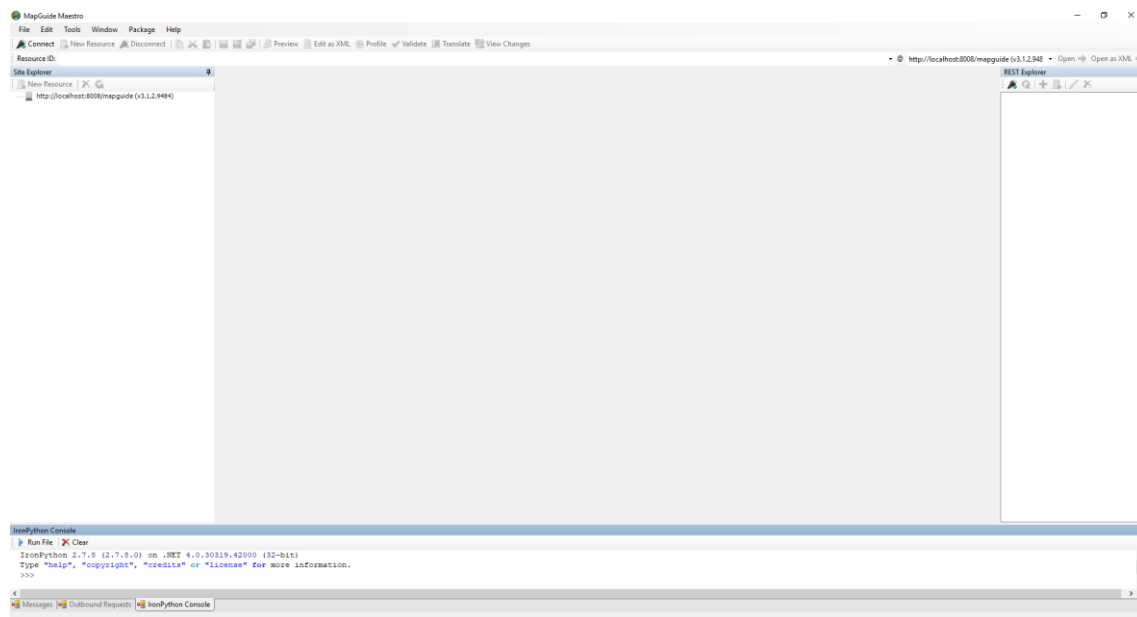 MapGuide Maestro
File Edit Tools Window Package Help
Connect New Resource Disconnect Preview Edit as XML Profile Validate Translate View Changes
Resource ID: http://localhost:8008/mapguide (v3.1.2.948 Open Open as XML
Site Explorer
New Resource
http://localhost:8008/mapguide (v3.1.2.9484)
REST Explorer
IronPython Console
Run File Clear
IronPython 2.7.8 (2.7.8.0) on .NET 4.0.30319.42000 (32-bit)
Type "help", "copyright", "credits" or "license" for more information.
>>>
Messages Outbound Requests IronPython Console